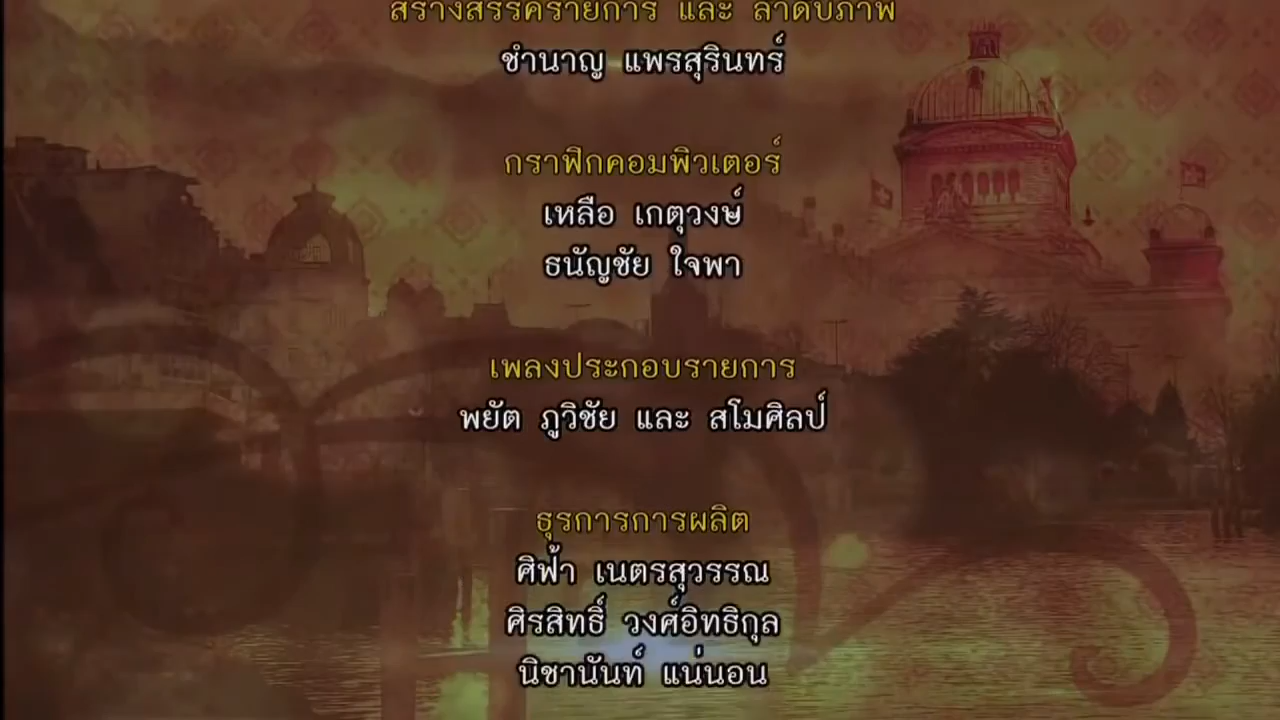 สร้างสรรค์รายการ และ ลำดับภาพ
ชำนาญ แพรสุรินทร์
กราฟิกคอมพิวเตอร์
เหลือ เกตุวงษ์
ธนัญชัย ใจพา
เพลงประกอบรายการ
พยัต ภูวิชัย และ สโมศิลป์
ธุรการการผลิต
ศิฟ้า เนตรสุวรรณ
ศิรสิทธิ์ วงศ์อิทธิกุล
นิชานันท์ แน่นอน